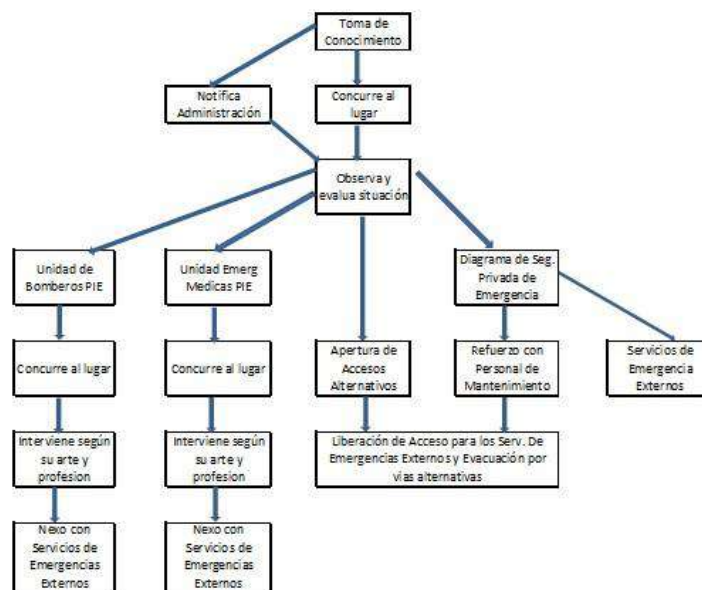 Toma de
Conocimiento
Notifica
Administración
Concurre al
lugar
Observa y
evalua situación
Unidad de
Bomberos PIE
Unidad Emerg
Medicas PIE
Diagrama de Seg.
Privada de
Emergencia
Concurre al lugar
Concurre al lugar
Apertura de
Accesos
Alternativos
Refuerzo con
Personal de
Mantenimiento
Servicios de
Emergencia
Externos
Interviene según
su arte y
profesion
Interviene según
su arte y
profesion
Liberación de Acceso para los Serv. De
Emergencias Externos y Evacuación por
vias alternativas
Nexo con
Servicios de
Emergencias
Externos
Nexo con
Servicios de
Emergencias
Externos